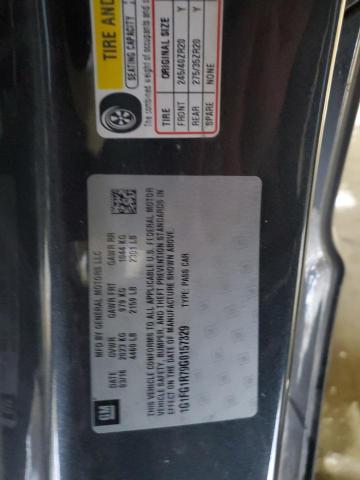 TIRE AND
SEATING CAPACITY
The combined weight of occupants and
TIRE ORIGINAL SIZE
FRONT 245/40ZR20 Y
REAR 275/35ZR20 Y
SPARE NONE
MFD BY GENERAL MOTORS LLC
DATE GVWR GAWR FRT GAWR RR
03/16 2023 KG 979 KG 1044 KG
4460 LB 2159 LB 2301 LB
THIS VEHICLE CONFORMS TO ALL APPLICABLE U.S. FEDERAL MOTOR
VEHICLE SAFETY, BUMPER, AND THEFT PREVENTION STANDARDS IN
EFFECT ON THE DATE OF MANUFACTURE SHOWN ABOVE.
1G1FG1R79G0157329 TYPE: PASS CAR
GM